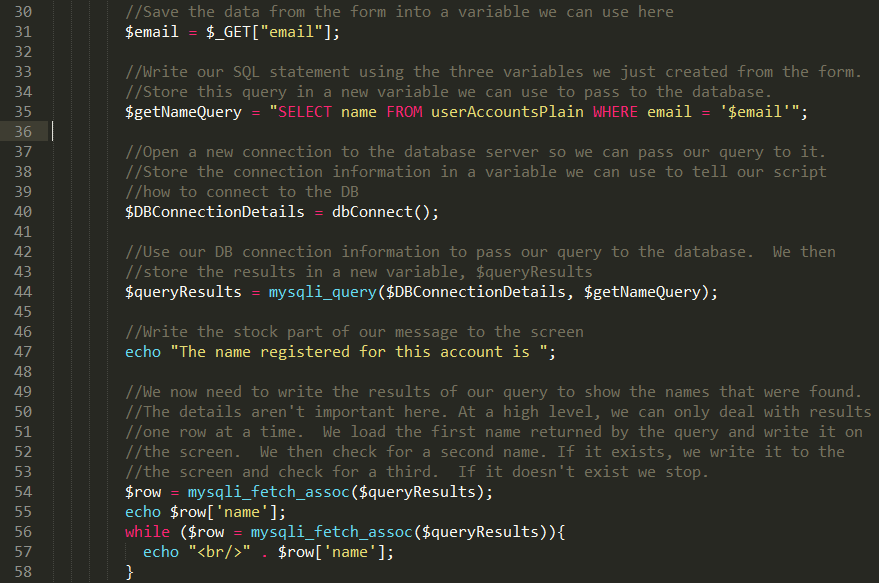 30 //Save the data from the form into a variable we can use here
31 $email = $_GET["email"];
32
33 //Write our SQL statement using the three variables we just created from the form.
34 //Store this query in a new variable we can use to pass to the database.
35 $getNameQuery = "SELECT name FROM userAccountsPlain WHERE email = '$email'";
36
37 //Open a new connection to the database server so we can pass our query to it.
38 //Store the connection information in a variable we can use to tell our script
39 //how to connect to the DB
40 $DBConnectionDetails = dbConnect();
41
42 //Use our DB connection information to pass our query to the database.  We then
43 //store the results in a new variable, $queryResults
44 $queryResults = mysqli_query($DBConnectionDetails, $getNameQuery);
45
46 //Write the stock part of our message to the screen
47 echo "The name registered for this account is ";
48
49 //We now need to write the results of our query to show the names that were found.
50 //The details aren't important here. At a high level, we can only deal with results
51 //one row at a time.  We load the first name returned by the query and write it on
52 //the screen.  We then check for a second name. If it exists, we write it to the
53 //the screen and check for a third.  If it doesn't exist we stop.
54 $row = mysqli_fetch_assoc($queryResults);
55 echo $row['name'];
56 while ($row = mysqli_fetch_assoc($queryResults)){
57   echo "<br/>" . $row['name'];
58 }